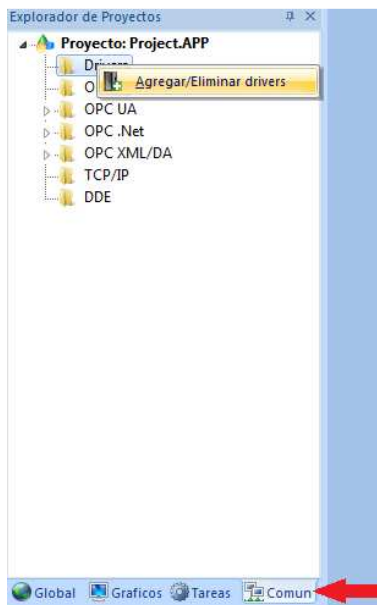 Explorador de Proyectos
Proyecto: Project.APP
Drivers
Agregar/Eliminar drivers
O
OPC UA
OPC .Net
OPC XML/DA
TCP/IP
DDE
Global Graficos Tareas Comun